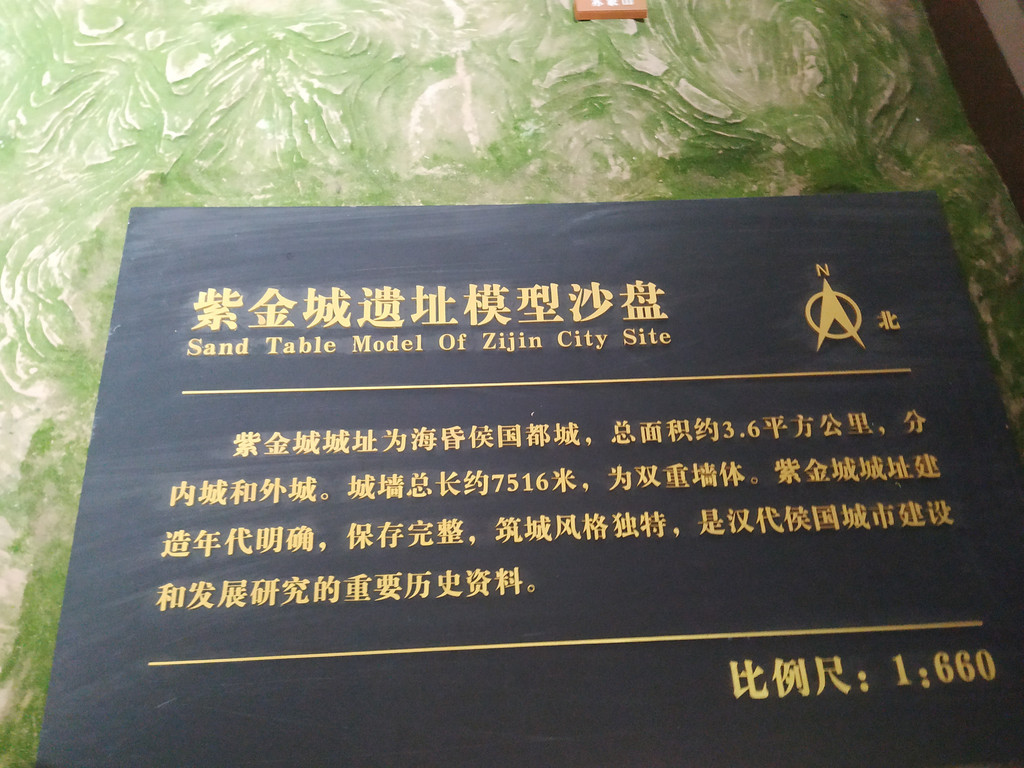 紫金城遗址模型沙盘
Sand Table Model Of Zijin City Site
N
北
紫金城城址为海昏侯国都城，总面积约3.6平方公里，分
内城和外城。城墙总长约7516米，为双重墙体。紫金城城址建
造年代明确，保存完整，筑城风格独特，是汉代侯国城市建设
和发展研究的重要历史资料。
比例尺：1:660